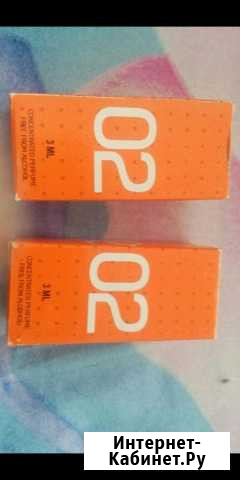 02
3 ML
CONCENTRATED PERFUME
FREE FROM ALCOHOL
02
3 ML
CONCENTRATED PERFUME
FREE FROM ALCOHOL
Интернет-
Кабинет.Ру